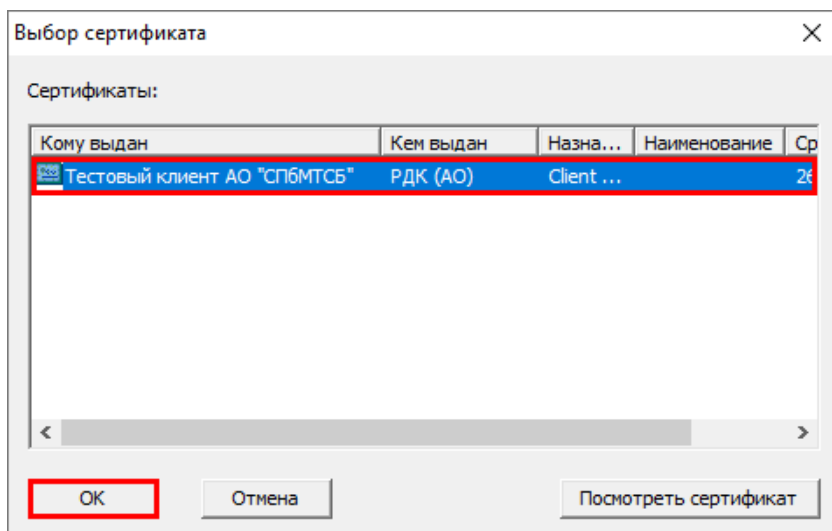 Выбор сертификата
Сертификаты:
Кому выдан Кем выдан Назна... Наименование Ср
Тестовый клиент АО "СПбМТСБ" РДК (АО) Client ... 26
ОК Отмена Посмотреть сертификат